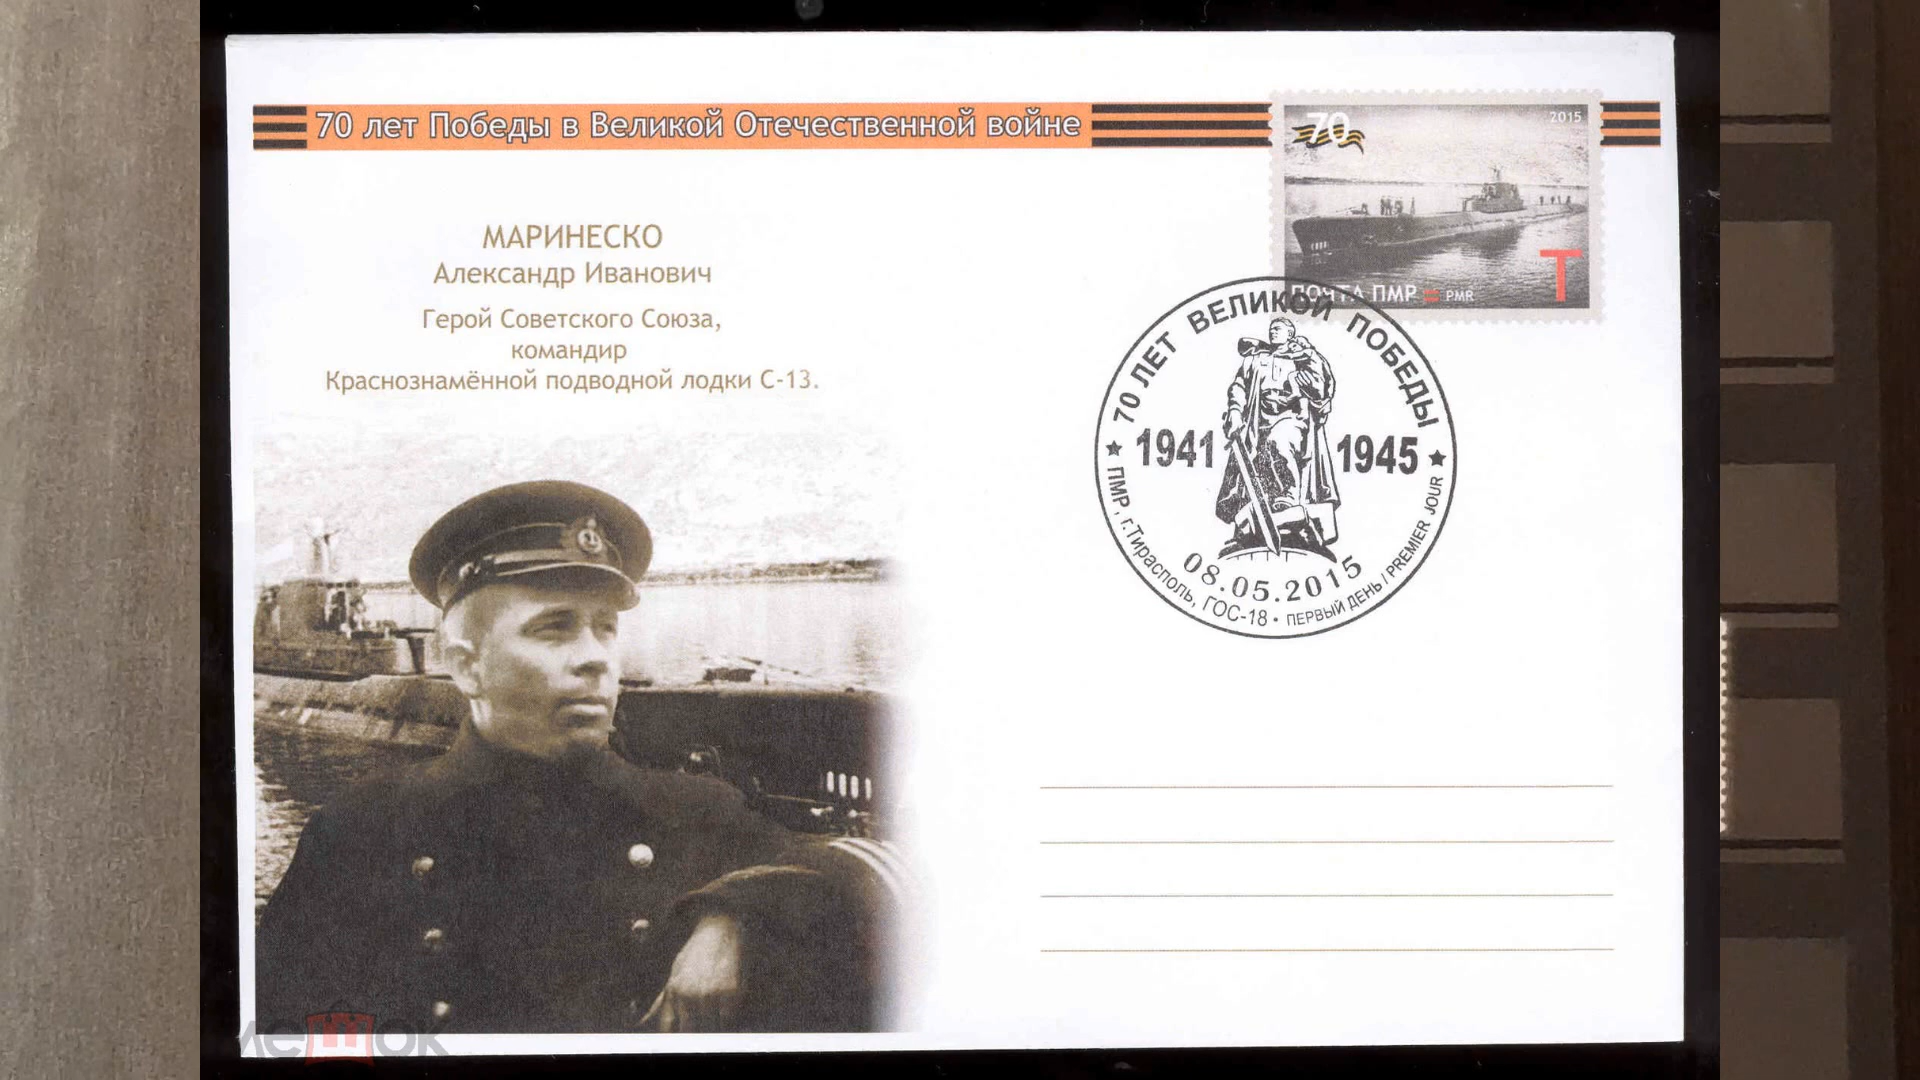 70 лет Победы в Великой Отечественной войне
70
2015
МАРИНЕСКО
Александр Иванович
Герой Советского Союза,
командир
Краснознамённой подводной лодки С-13.
Т
ПОЧТА ПМР = PMR
70 ЛЕТ ВЕЛИКОЙ ПОБЕДЫ
1941 1945
08.05.2015
ПМР, г.Тирасполь, ГОС-18 • ПЕРВЫЙ ДЕНЬ / PREMIER JOUR
мешок